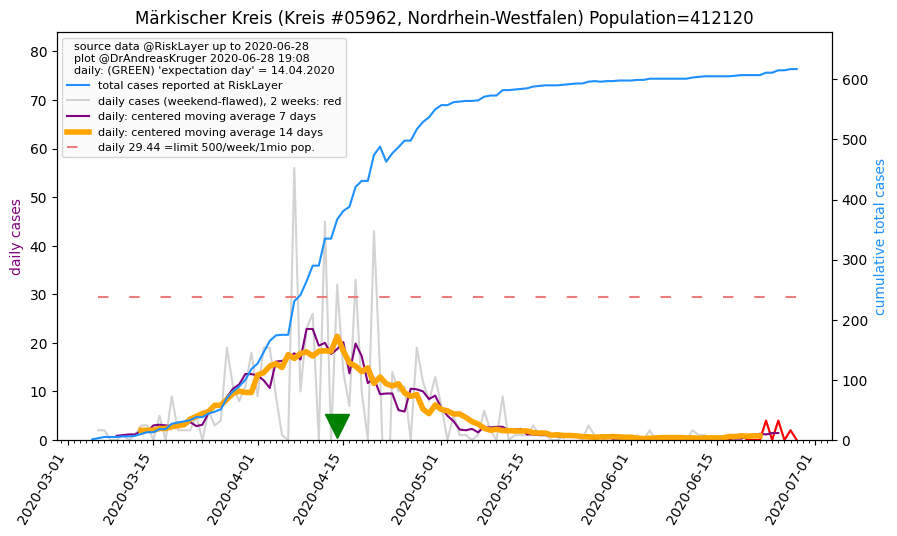 Märkischer Kreis (Kreis #05962, Nordrhein-Westfalen) Population=412120
source data @RiskLayer up to 2020-06-28
plot @DrAndreasKruger 2020-06-28 19:08
daily: (GREEN) 'expectation day' = 14.04.2020
total cases reported at RiskLayer
daily cases (weekend-flawed), 2 weeks: red
daily: centered moving average 7 days
daily: centered moving average 14 days
daily 29.44 =limit 500/week/1mio pop.
daily cases
80
70
60
50
40
30
20
10
0
cumulative total cases
600
500
400
300
200
100
0
2020-03-01
2020-03-15
2020-04-01
2020-04-15
2020-05-01
2020-05-15
2020-06-01
2020-06-15
2020-07-01